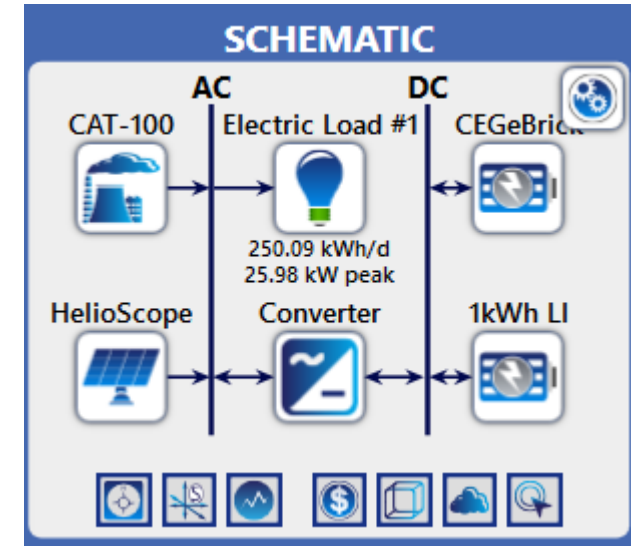 SCHEMATIC
AC DC
CAT-100 Electric Load #1 CEGeBrick
250.09 kWh/d
25.98 kW peak
HelioScope Converter 1kWh LI
S
$